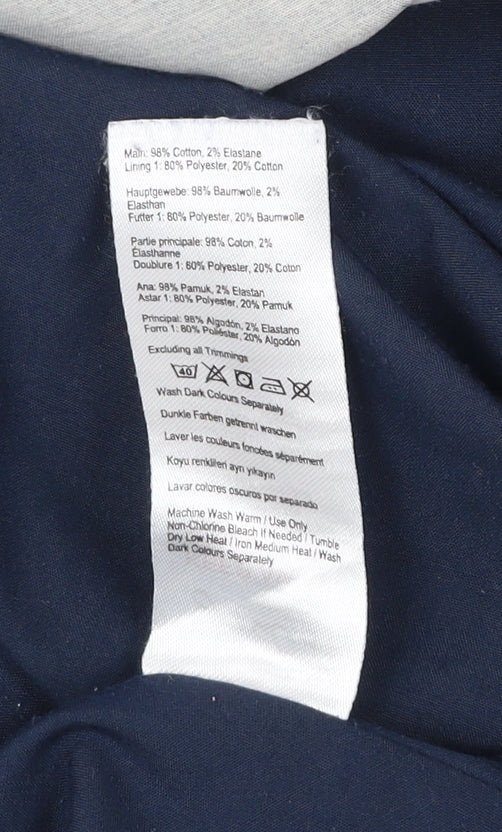 Main: 98% Cotton, 2% Elastane
Lining 1: 80% Polyester, 20% Cotton
Hauptgewebe: 98% Baumwolle, 2%
Elasthan
Futter 1: 80% Polyester, 20% Baumwolle
Partie principale: 98% Coton, 2%
Élasthanne
Doublure 1: 80% Polyester, 20% Coton
Ana: 98% Pamuk, 2% Elastan
Astar 1: 80% Polyester, 20% Pamuk
Principal: 98% Algodón, 2% Elastano
Forro 1: 80% Poliéster, 20% Algodón
Excluding all Trimmings
40
Wash Dark Colours Separately
Dunkle Farben getrennt waschen
Laver les couleurs foncées séparément
Koyu renklileri ayrı yıkayın
Lavar colores oscuros por separado
Machine Wash Warm / Use Only
Non-Chlorine Bleach If Needed / Tumble
Dry Low Heat / Iron Medium Heat / Wash
Dark Colours Separately